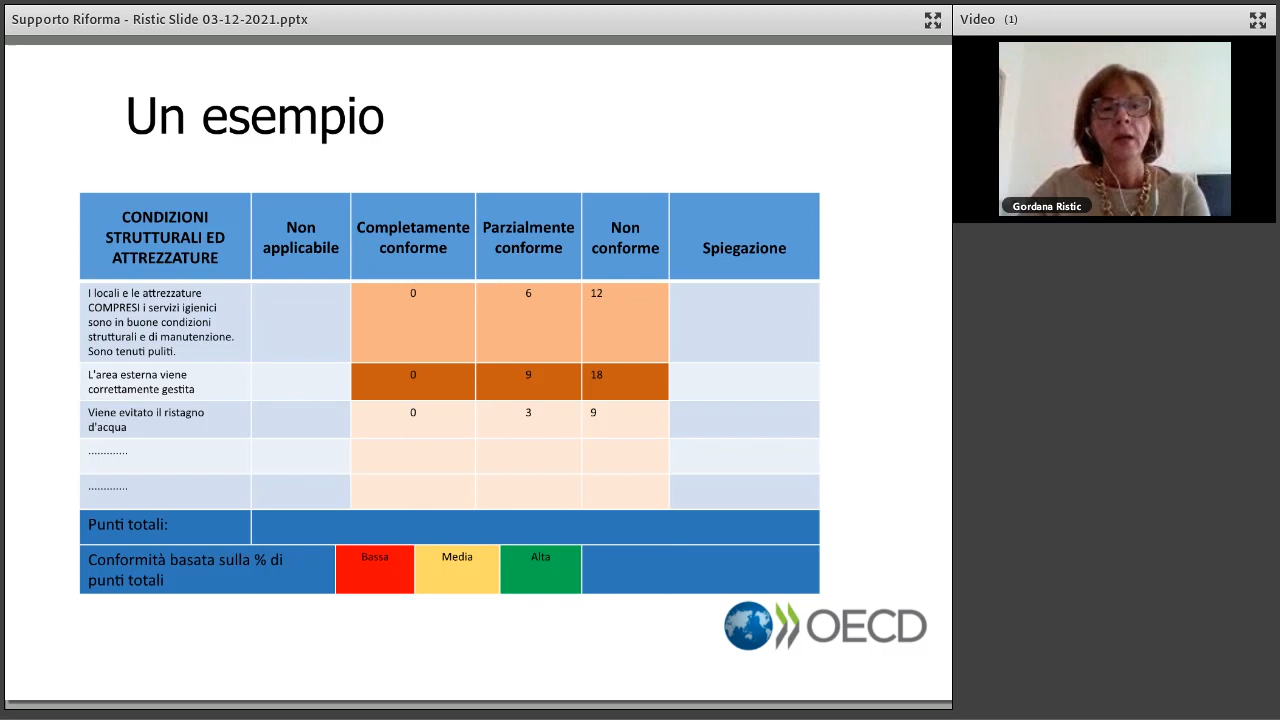 Supporto Riforma - Ristic Slide 03-12-2021.pptx
Video (1)
Gordana Ristic
Un esempio
CONDIZIONI
STRUTTURALI ED
ATTREZZATURE
Non
applicabile
Completamente
conforme
Parzialmente
conforme
Non
conforme
Spiegazione
I locali e le attrezzature
COMPRESI i servizi igienici
sono in buone condizioni
strutturali e di manutenzione.
Sono tenuti puliti.
0 6 12
L'area esterna viene
correttamente gestita
0 9 18
Viene evitato il ristagno
d'acqua
0 3 9
.............
.............
Punti totali:
Conformità basata sulla % di
punti totali
Bassa Media Alta
OECD